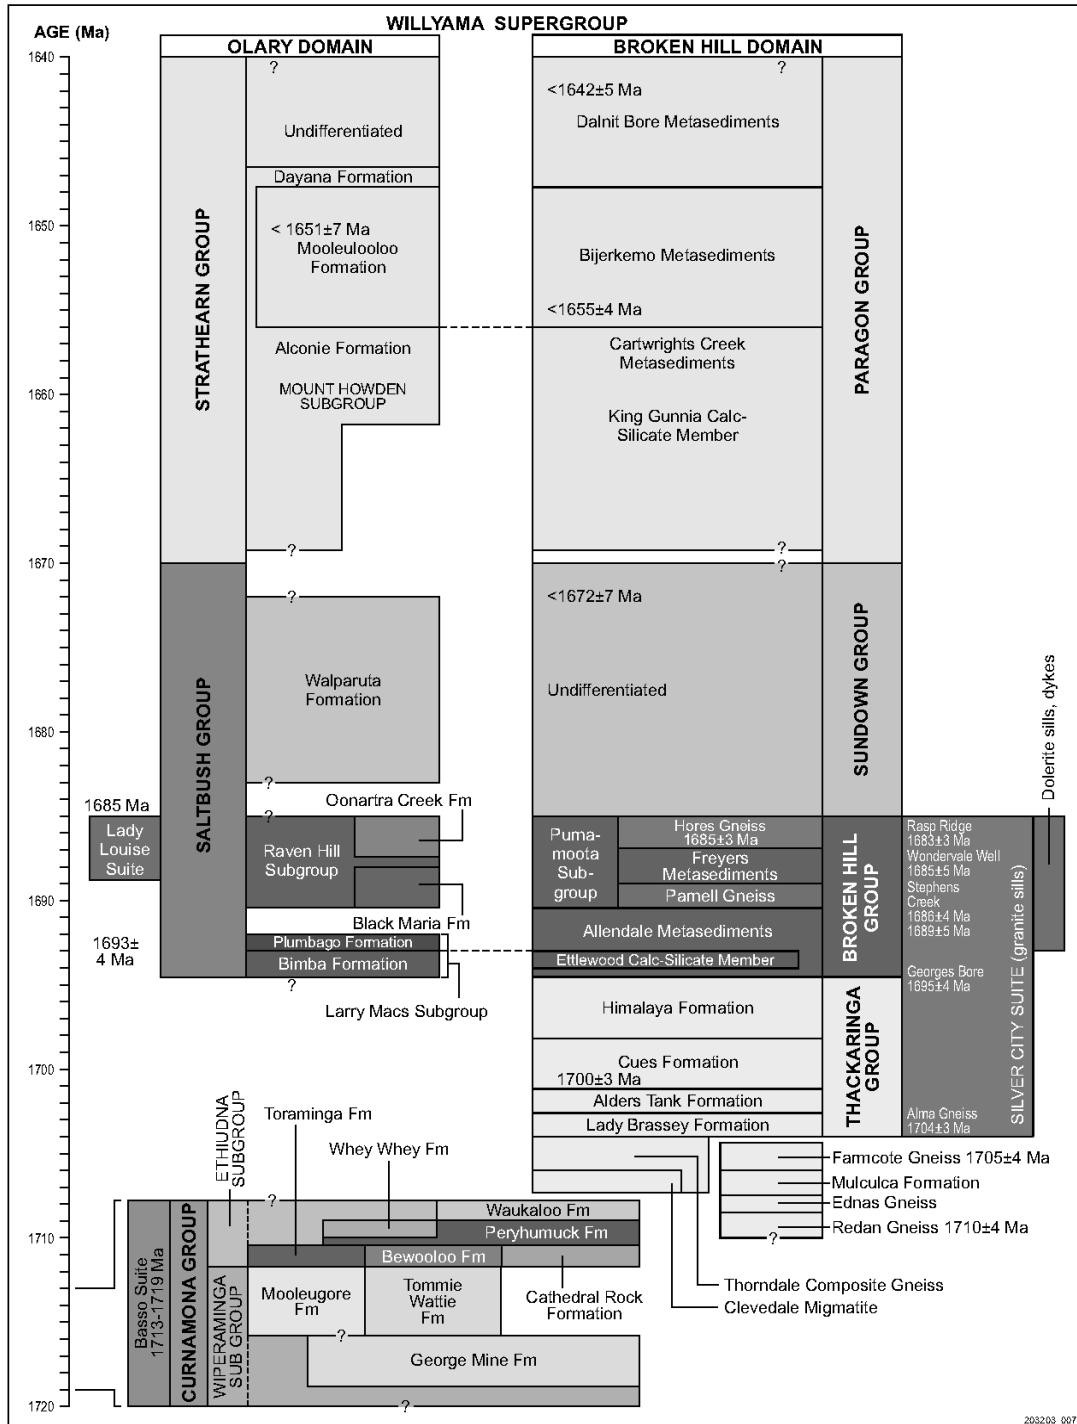 WILLYAMA SUPERGROUP
AGE (Ma)
OLARY DOMAIN
BROKEN HILL DOMAIN
1640
1650
1660
1670
1680
1690
1700
1710
1720
STRATHEARN GROUP
?
Undifferentiated
Dayana Formation
< 1651±7 Ma
Mooleulooloo
Formation
Alconie Formation
MOUNT HOWDEN
SUBGROUP
?
SALTBUSH GROUP
?
Walparuta
Formation
?
1685 Ma
Lady
Louise
Suite
?
Oonartra Creek Fm
Raven Hill
Subgroup
Black Maria Fm
1693±
4 Ma
Plumbago Formation
Bimba Formation
?
Larry Macs Subgroup
?
<1642±5 Ma
Dalnit Bore Metasediments
Bijerkerno Metasediments
<1655±4 Ma
Cartwrights Creek
Metasediments
King Gunnia Calc-
Silicate Member
?
PARAGON GROUP
?
<1672±7 Ma
Undifferentiated
SUNDOWN GROUP
Puma-
moota
Sub-
group
Hores Gneiss
1685±3 Ma
Freyers
Metasediments
Parnell Gneiss
Allendale Metasediments
Ettlewood Calc-Silicate Member
BROKEN HILL
GROUP
Himalaya Formation
Cues Formation
1700±3 Ma
Alders Tank Formation
Lady Brassey Formation
THACKARINGA
GROUP
Rasp Ridge
1683±3 Ma
Wondervale Well
1685±5 Ma
Stephens
Creek
1686±4 Ma
1689±5 Ma
Georges Bore
1695±4 Ma
Alma Gneiss
1704±3 Ma
SILVER CITY SUITE (granite sills)
Dolerite sills, dykes
Farmcote Gneiss 1705±4 Ma
Mulculca Formation
Ednas Gneiss
Redan Gneiss 1710±4 Ma
?
Thorndale Composite Gneiss
Clevedale Migmatite
ETHIUDNA
SUBGROUP
Toraminga Fm
Whey Whey Fm
?
Waukaloo Fm
Peryhumuck Fm
Bewooloo Fm
Mooleugore
Fm
Tommie
Wattie
Fm
Cathedral Rock
Formation
?
George Mine Fm
?
Basso Suite
1713-1719 Ma
CURNAMONA GROUP
WIPERAMINGA
SUB GROUP
203203_007